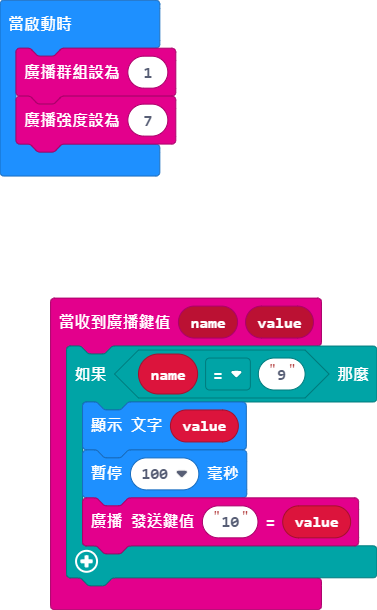 當啟動時
廣播群組設為 1
廣播強度設為 7
當收到廣播鍵值 name value
如果 name = "9" 那麼
顯示 文字 value
暫停 100 毫秒
廣播 發送鍵值 "10" = value